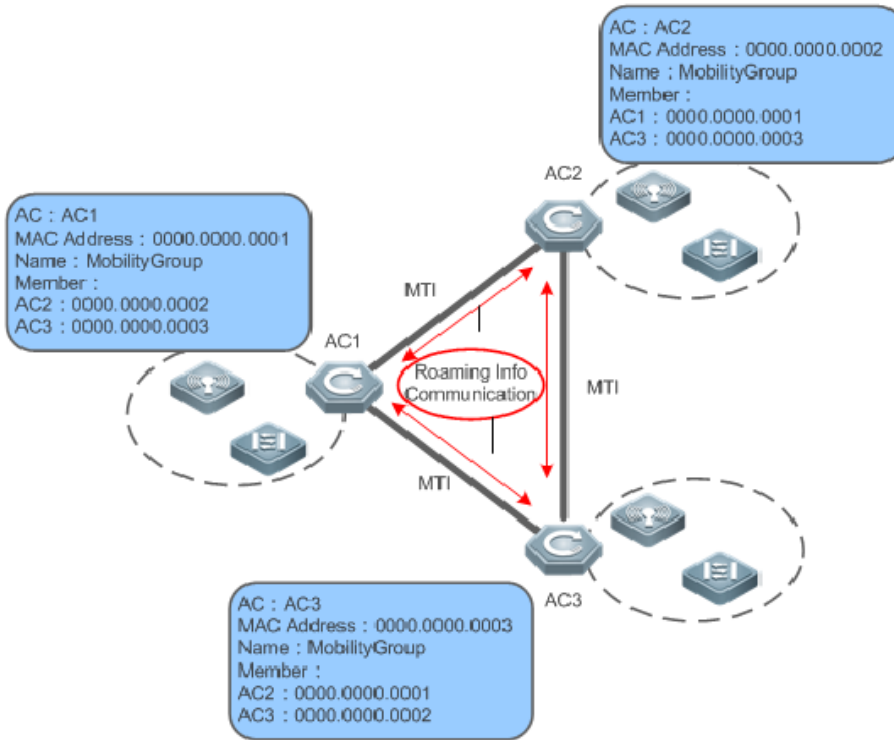 AC : AC2
MAC Address : 0000.0000.0002
Name : MobilityGroup
Member :
AC1 : 0000.0000.0001
AC3 : 0000.0000.0003
AC2
AC : AC1
MAC Address : 0000.0000.0001
Name : MobilityGroup
Member :
AC2 : 0000.0000.0002
AC3 : 0000.0000.0003
MTI
AC1
Roaming Info
Communication
MTI
MTI
AC3
AC : AC3
MAC Address : 0000.0000.0003
Name : MobilityGroup
Member :
AC2 : 0000.0000.0001
AC3 : 0000.0000.0002